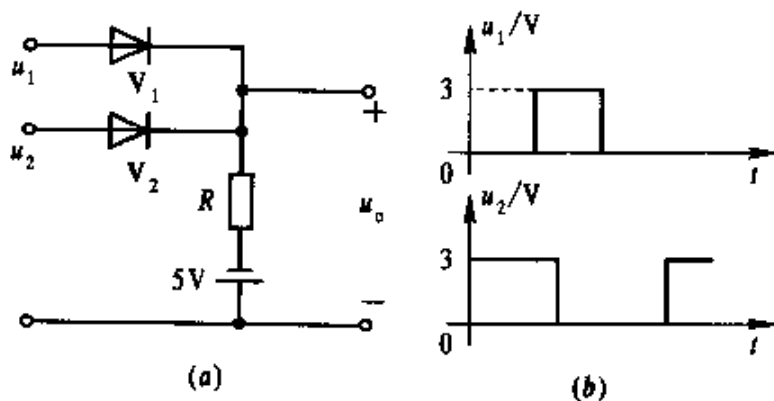 u₁
V₁
u₂
V₂
R
5V
+
uₒ
−
(a)
u₁/V
3
0
t
u₂/V
3
0
t
(b)